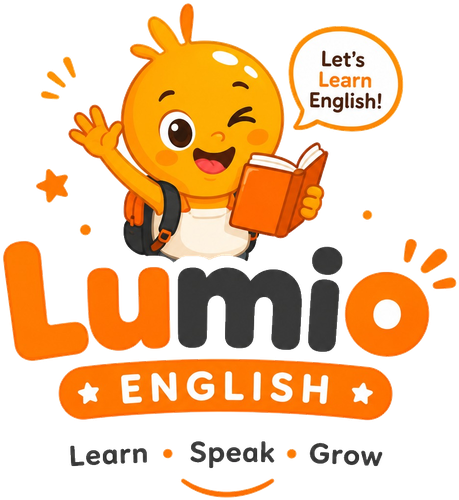 Let's
Learn
English!
Lumio
ENGLISH
Learn • Speak • Grow